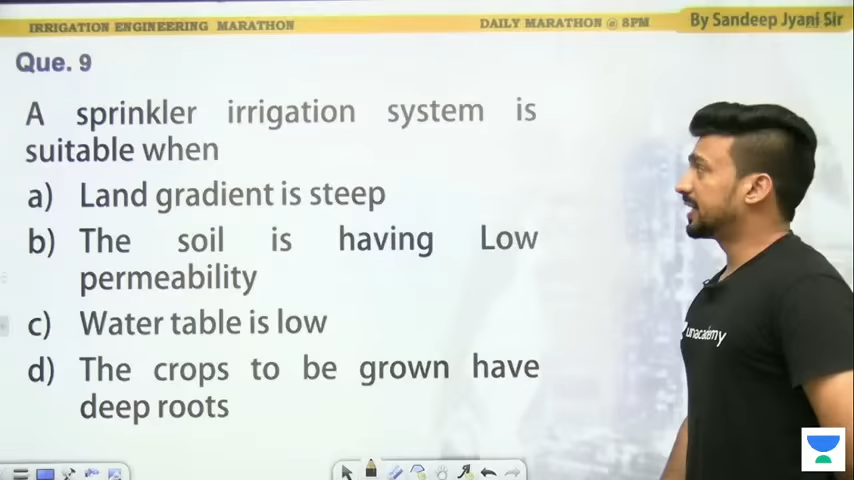 IRRIGATION ENGINEERING MARATHON DAILY MARATHON @ 8PM By Sandeep Jyani Sir
Que. 9
A sprinkler irrigation system is
suitable when
a) Land gradient is steep
b) The soil is having Low
permeability
c) Water table is low
d) The crops to be grown have
deep roots
unacademy